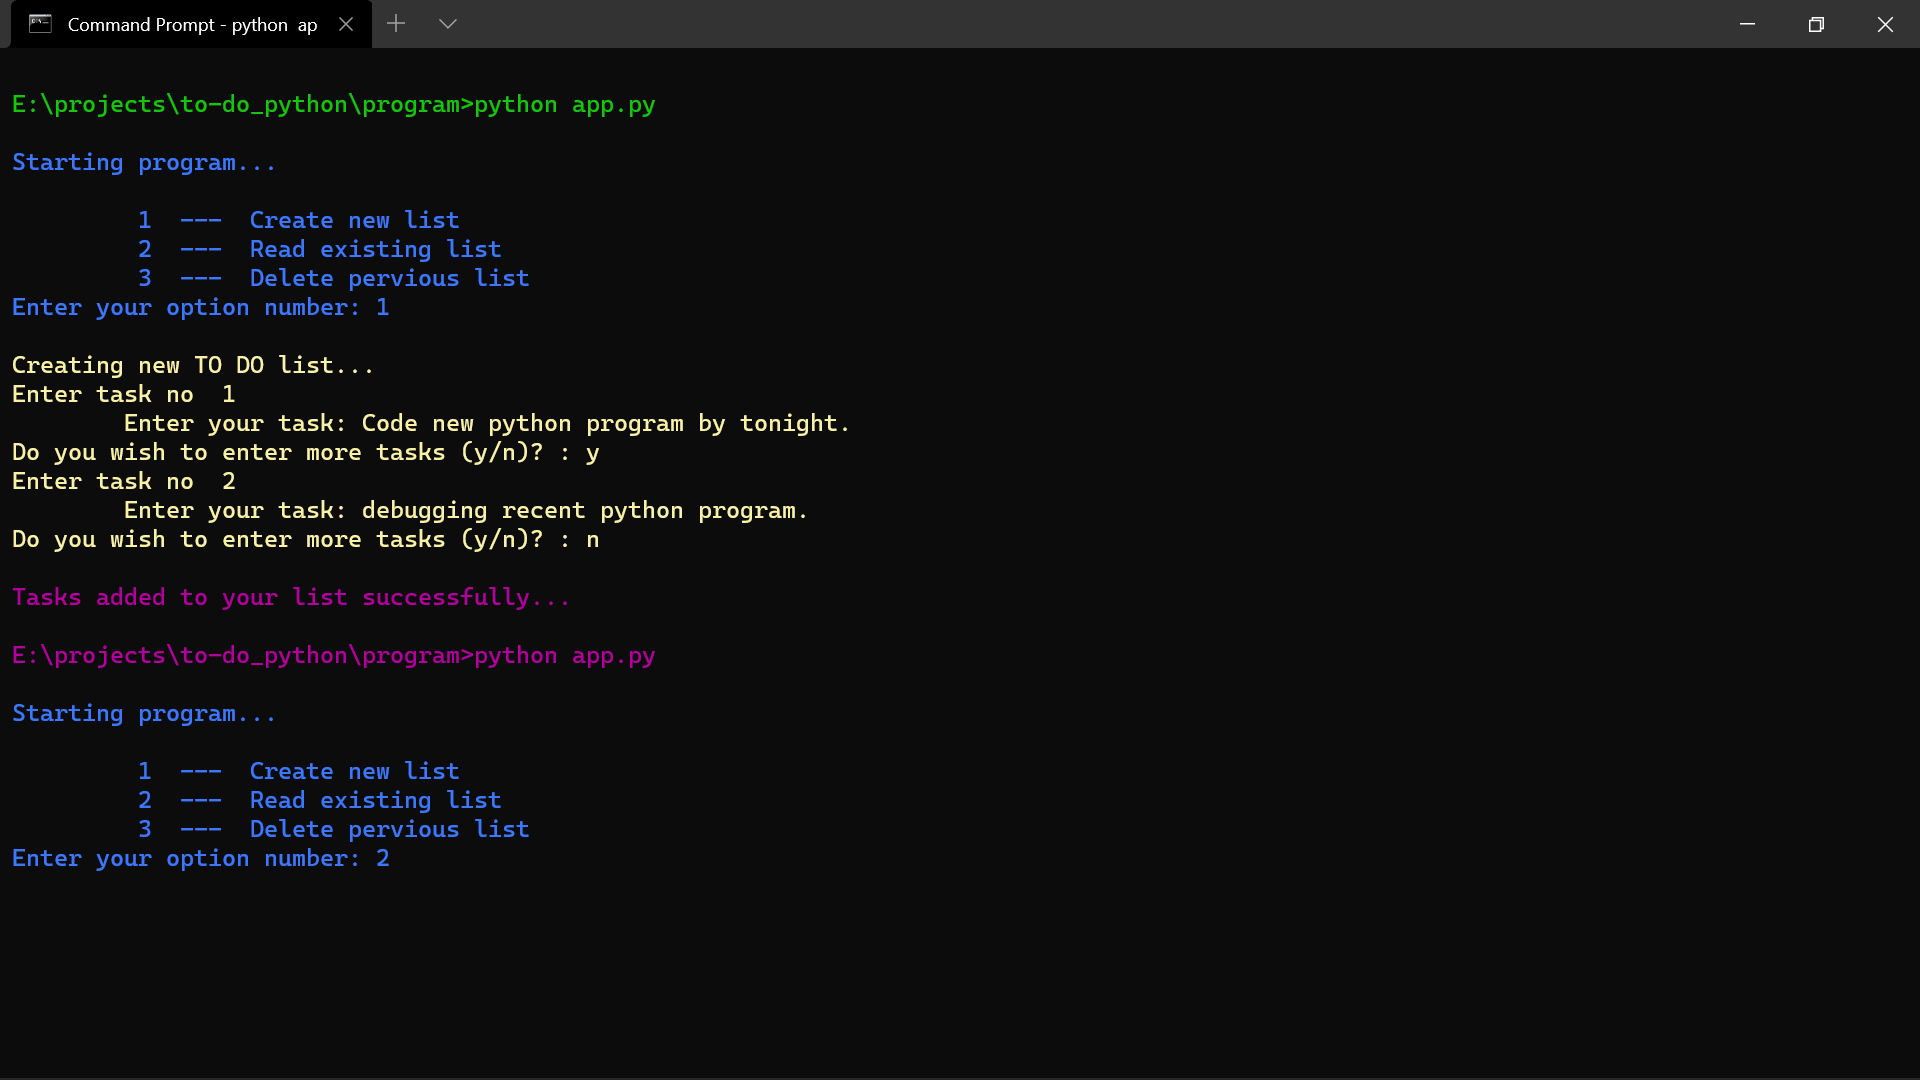 Command Prompt - python  ap
E:\projects\to-do_python\program>python app.py
Starting program...
1  ---  Create new list
2  ---  Read existing list
3  ---  Delete pervious list
Enter your option number: 1
Creating new TO DO list...
Enter task no  1
Enter your task: Code new python program by tonight.
Do you wish to enter more tasks (y/n)? : y
Enter task no  2
Enter your task: debugging recent python program.
Do you wish to enter more tasks (y/n)? : n
Tasks added to your list successfully...
E:\projects\to-do_python\program>python app.py
Starting program...
1  ---  Create new list
2  ---  Read existing list
3  ---  Delete pervious list
Enter your option number: 2